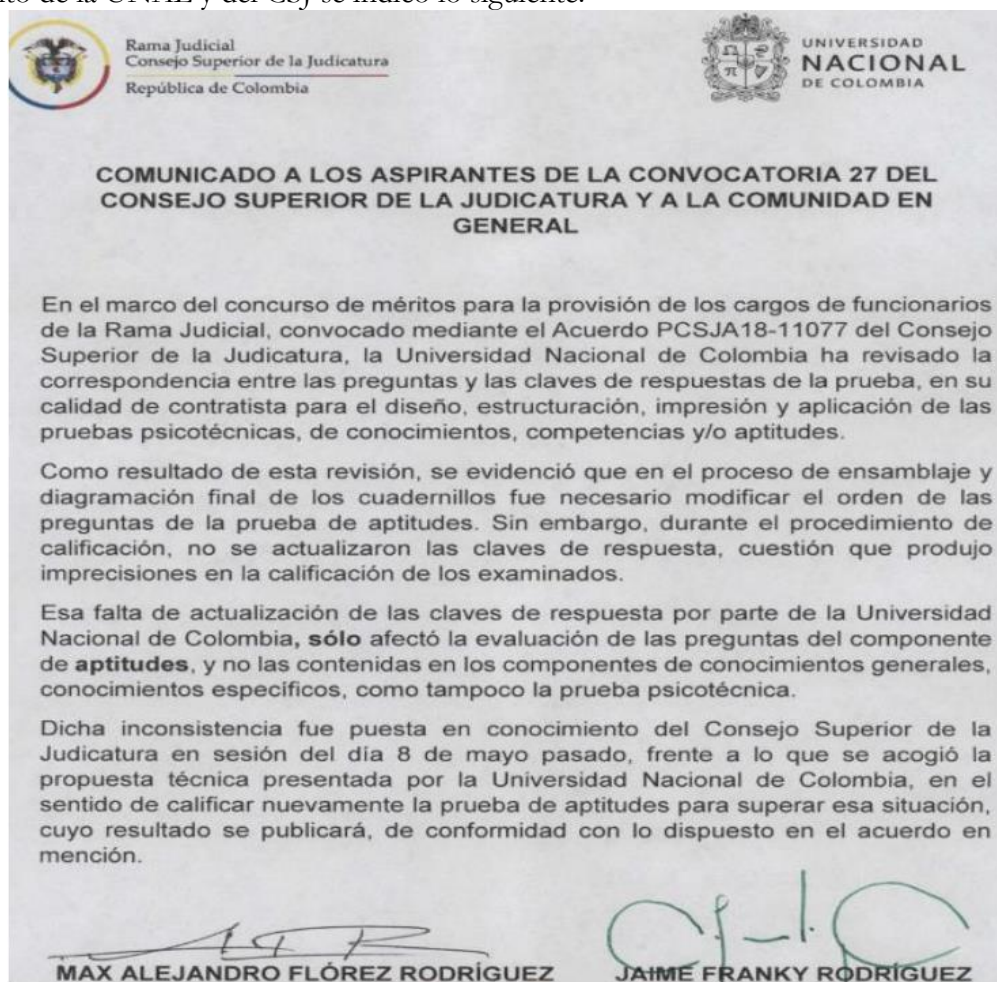 to de la UNAL y del CSJ se indicó lo siguiente:
Rama Judicial
Consejo Superior de la Judicatura
República de Colombia
UNIVERSIDAD
NACIONAL
DE COLOMBIA
COMUNICADO A LOS ASPIRANTES DE LA CONVOCATORIA 27 DEL
CONSEJO SUPERIOR DE LA JUDICATURA Y A LA COMUNIDAD EN
GENERAL
En el marco del concurso de méritos para la provisión de los cargos de funcionarios
de la Rama Judicial, convocado mediante el Acuerdo PCSJA18-11077 del Consejo
Superior de la Judicatura, la Universidad Nacional de Colombia ha revisado la
correspondencia entre las preguntas y las claves de respuestas de la prueba, en su
calidad de contratista para el diseño, estructuración, impresión y aplicación de las
pruebas psicotécnicas, de conocimientos, competencias y/o aptitudes.
Como resultado de esta revisión, se evidenció que en el proceso de ensamblaje y
diagramación final de los cuadernillos fue necesario modificar el orden de las
preguntas de la prueba de aptitudes. Sin embargo, durante el procedimiento de
calificación, no se actualizaron las claves de respuesta, cuestión que produjo
imprecisiones en la calificación de los examinados.
Esa falta de actualización de las claves de respuesta por parte de la Universidad
Nacional de Colombia, sólo afectó la evaluación de las preguntas del componente
de aptitudes, y no las contenidas en los componentes de conocimientos generales,
conocimientos específicos, como tampoco la prueba psicotécnica.
Dicha inconsistencia fue puesta en conocimiento del Consejo Superior de la
Judicatura en sesión del día 8 de mayo pasado, frente a lo que se acogió la
propuesta técnica presentada por la Universidad Nacional de Colombia, en el
sentido de calificar nuevamente la prueba de aptitudes para superar esa situación,
cuyo resultado se publicará, de conformidad con lo dispuesto en el acuerdo en
mención.
MAX ALEJANDRO FLÓREZ RODRÍGUEZ JAIME FRANKY RODRÍGUEZ